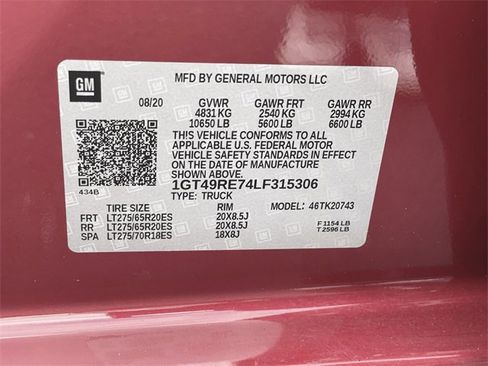 GM
MFD BY GENERAL MOTORS LLC
08/20 GVWR GAWR FRT GAWR RR
4831 KG 2540 KG 2994 KG
10650 LB 5600 LB 6600 LB
THIS VEHICLE CONFORMS TO ALL
APPLICABLE U.S. FEDERAL MOTOR
VEHICLE SAFETY STANDARDS IN EFFECT
ON THE DATE OF MANUFACTURE
SHOWN ABOVE.
434B 1GT49RE74LF315306
TYPE: TRUCK
TIRE SIZE RIM MODEL: 46TK20743
FRT LT275/65R20ES 20X8.5J F 1154 LB
RR LT275/65R20ES 20X8.5J T 2596 LB
SPA LT275/70R18ES 18X8J